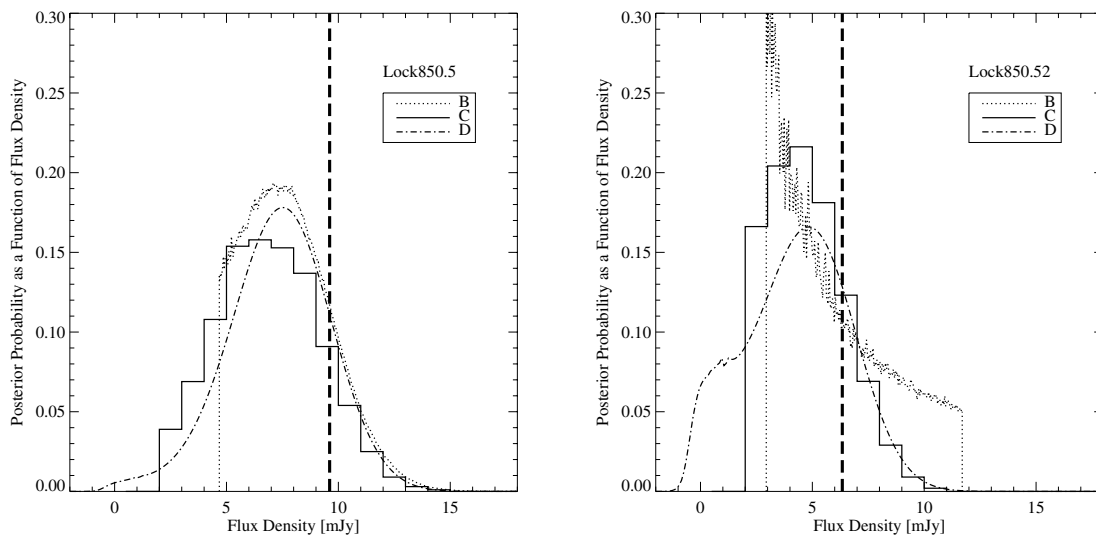 Posterior Probability as a Function of Flux Density
0.30
0.25
0.20
0.15
0.10
0.05
0.00
Lock850.5
B
C
D
0 5 10 15
Flux Density [mJy]
Posterior Probability as a Function of Flux Density
0.30
0.25
0.20
0.15
0.10
0.05
0.00
Lock850.52
B
C
D
0 5 10 15
Flux Density [mJy]